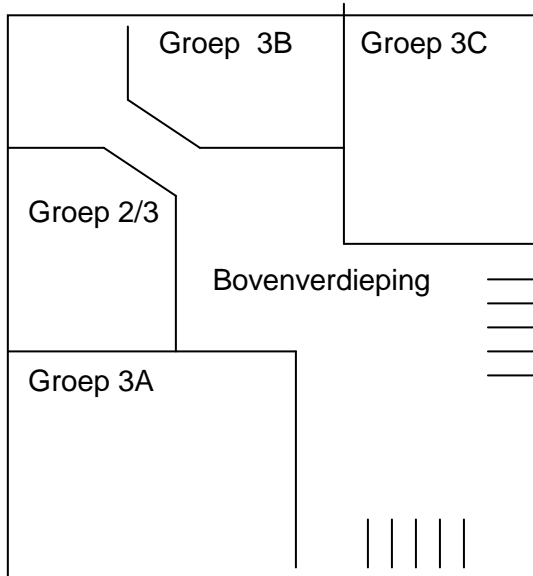 Groep 3B
Groep 3C
Groep 2/3
Bovenverdieping
Groep 3A